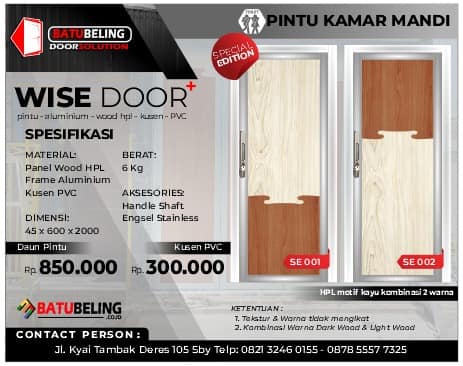 BATUBELING
DOORSOLUTION
TOILET
PINTU KAMAR MANDI
SPECIAL
EDITION
WISE DOOR+
pintu - aluminium - wood hpl - kusen - PVC
SPESIFIKASI
MATERIAL:
Panel Wood HPL
Frame Aluminium
Kusen PVC
DIMENSI:
45 x 600 x 2000
BERAT:
6 Kg
AKSESORIES:
Handle Shaft
Engsel Stainless
Daun Pintu
Rp. 850.000
Kusen PVC
Rp. 300.000
SE 001
SE 002
HPL motif kayu kombinasi 2 warna
BATUBELING
.CO.ID
KETENTUAN :
1. Tekstur & Warna tidak mengikat
2. Kombinasi Warna Dark Wood & Light Wood
CONTACT PERSON :
Jl. Kyai Tambak Deres 105 Sby Telp: 0821 3246 0155 - 0878 5557 7325